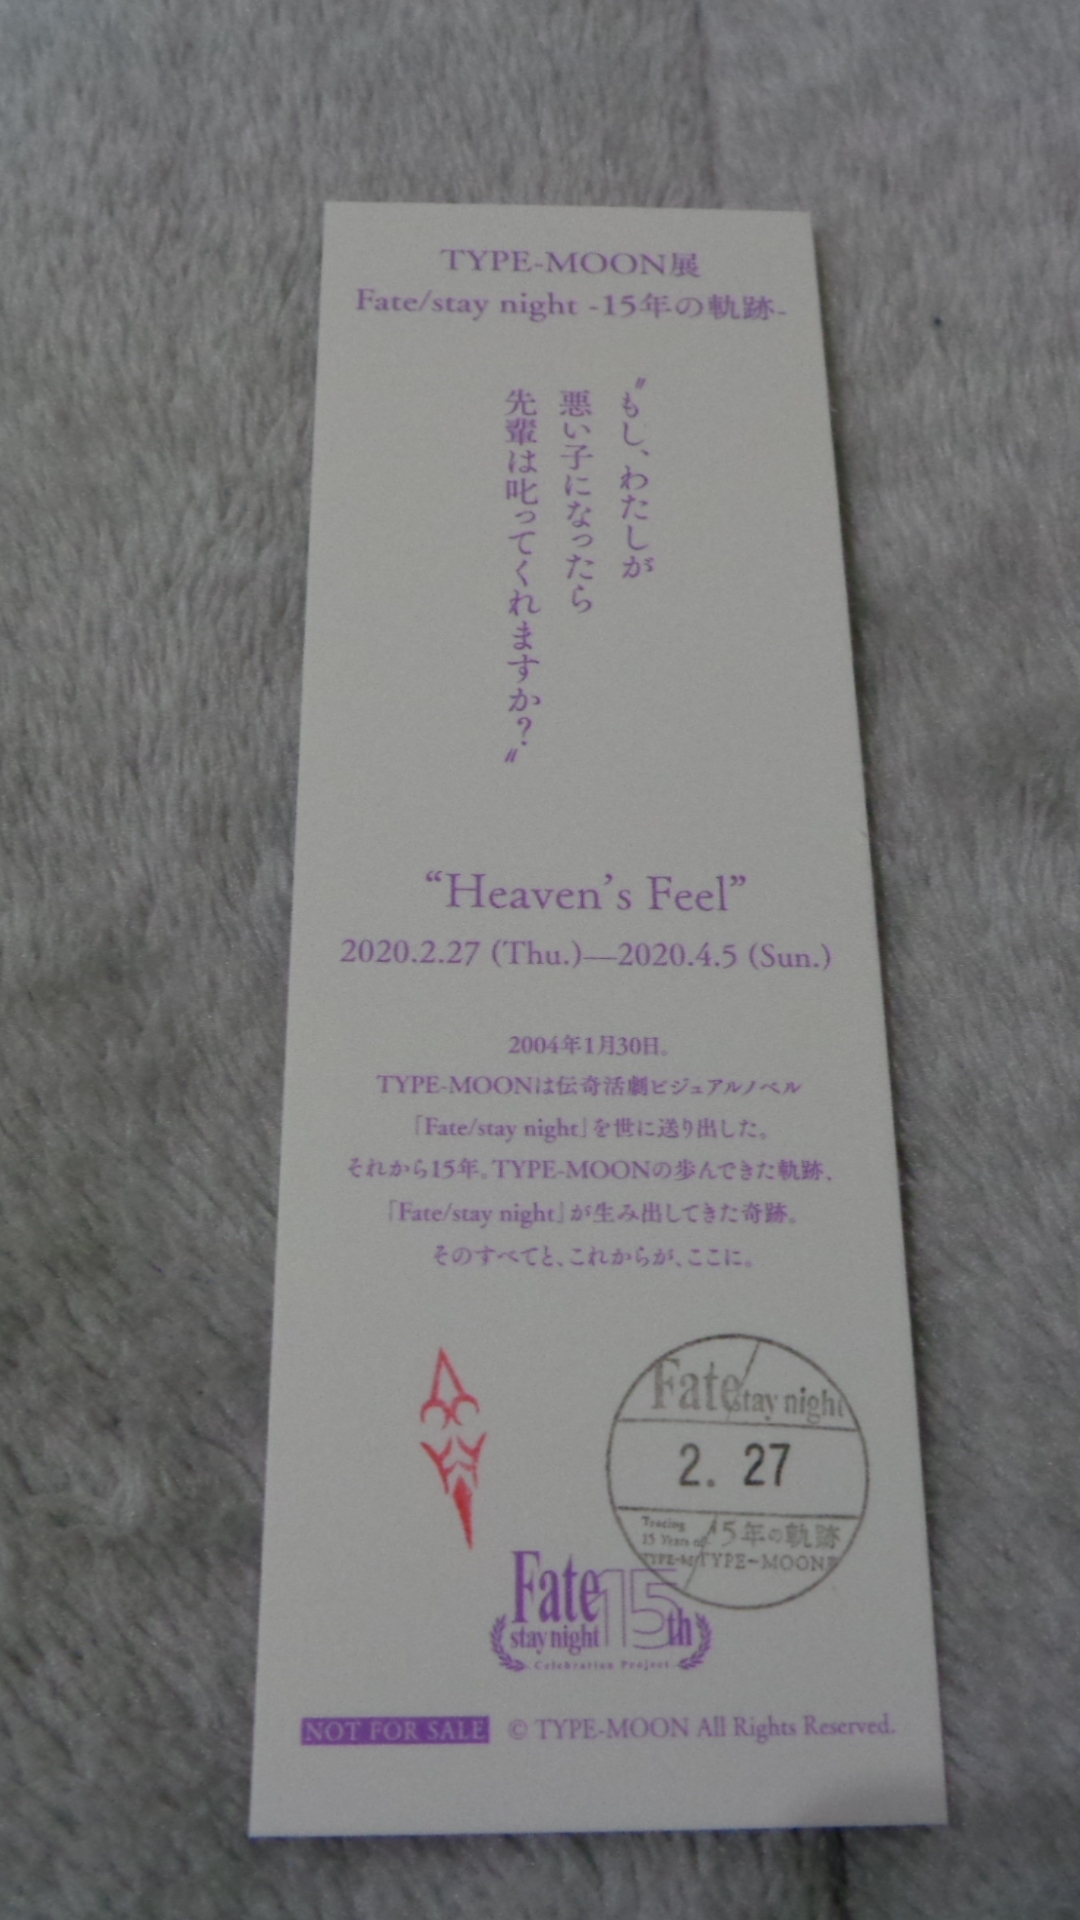 TYPE-MOON展
Fate/stay night -15年の軌跡-
〝もし、わたしが
悪い子になったら
先輩は叱ってくれますか?〟
“Heaven’s Feel”
2020.2.27 (Thu.)—2020.4.5 (Sun.)
2004年1月30日。
TYPE-MOONは伝奇活劇ビジュアルノベル
「Fate/stay night」を世に送り出した。
それから15年。TYPE-MOONの歩んできた軌跡、
「Fate/stay night」が生み出してきた奇跡。
そのすべてと、これからが、ここに。
Fate stay night
2. 27
Tracing
15 Years of
15年の軌跡
TYPE-MOON展
Fate
stay night
15th
Celebration Project
NOT FOR SALE © TYPE-MOON All Rights Reserved.